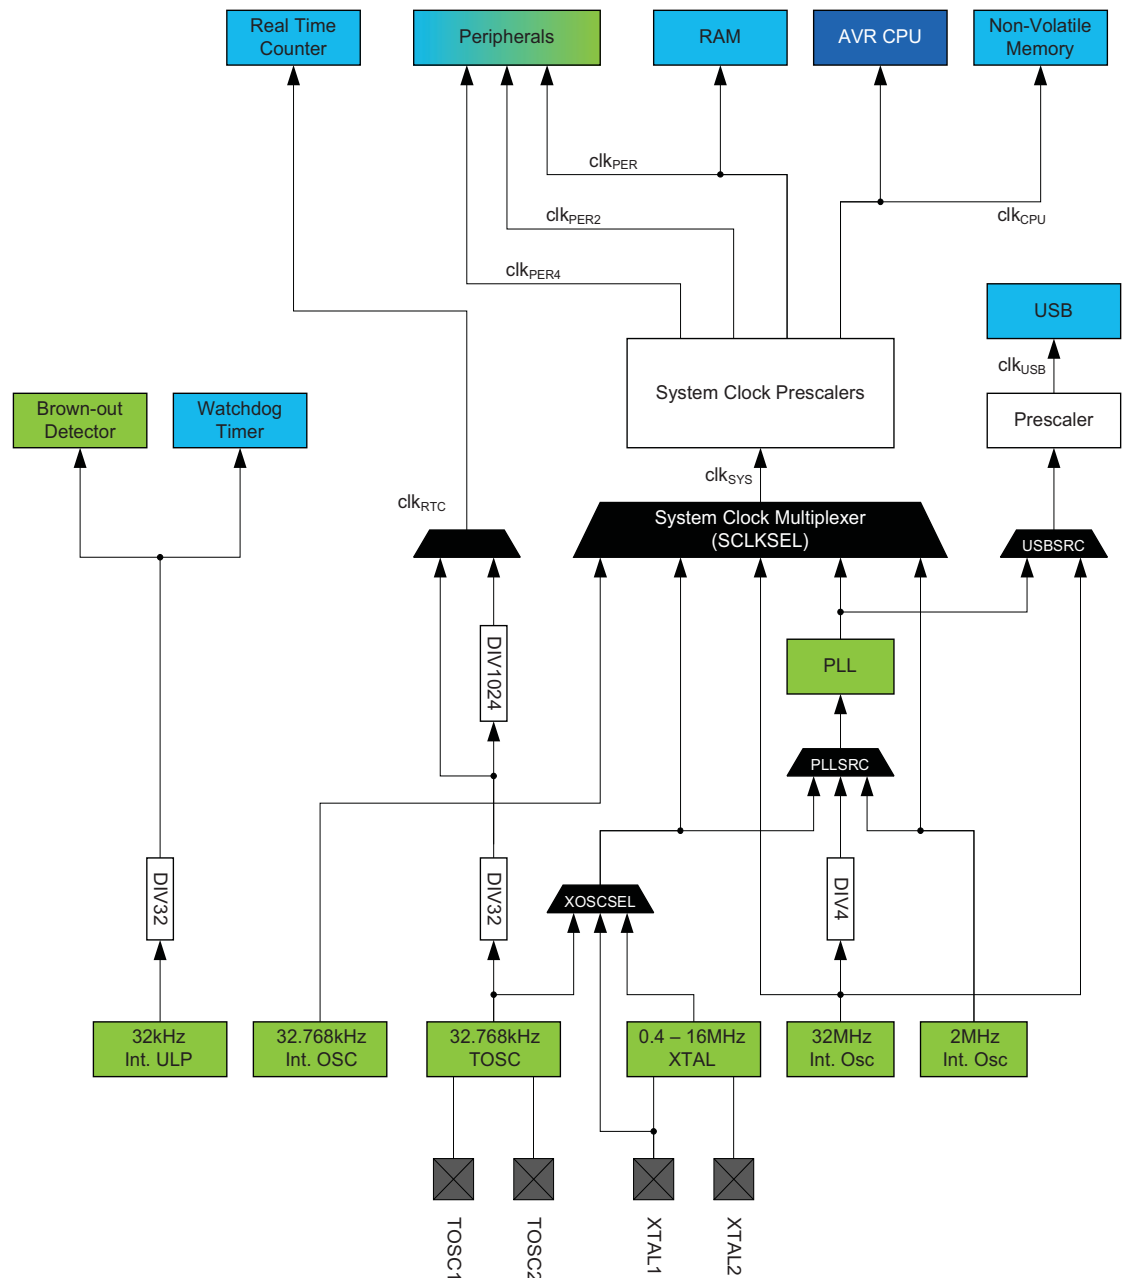 Real Time
Counter
Peripherals
RAM
AVR CPU
Non-Volatile
Memory
clkPER
clkPER2
clkCPU
clkPER4
USB
clkUSB
System Clock Prescalers
Prescaler
Brown-out
Detector
Watchdog
Timer
clkSYS
clkRTC
System Clock Multiplexer
(SCLKSEL)
USBSRC
DIV1024
PLL
PLLSRC
DIV32
DIV32
XOSCSEL
DIV4
32kHz
Int. ULP
32.768kHz
Int. OSC
32.768kHz
TOSC
0.4 – 16MHz
XTAL
32MHz
Int. Osc
2MHz
Int. Osc
TOSC1
TOSC2
XTAL1
XTAL2